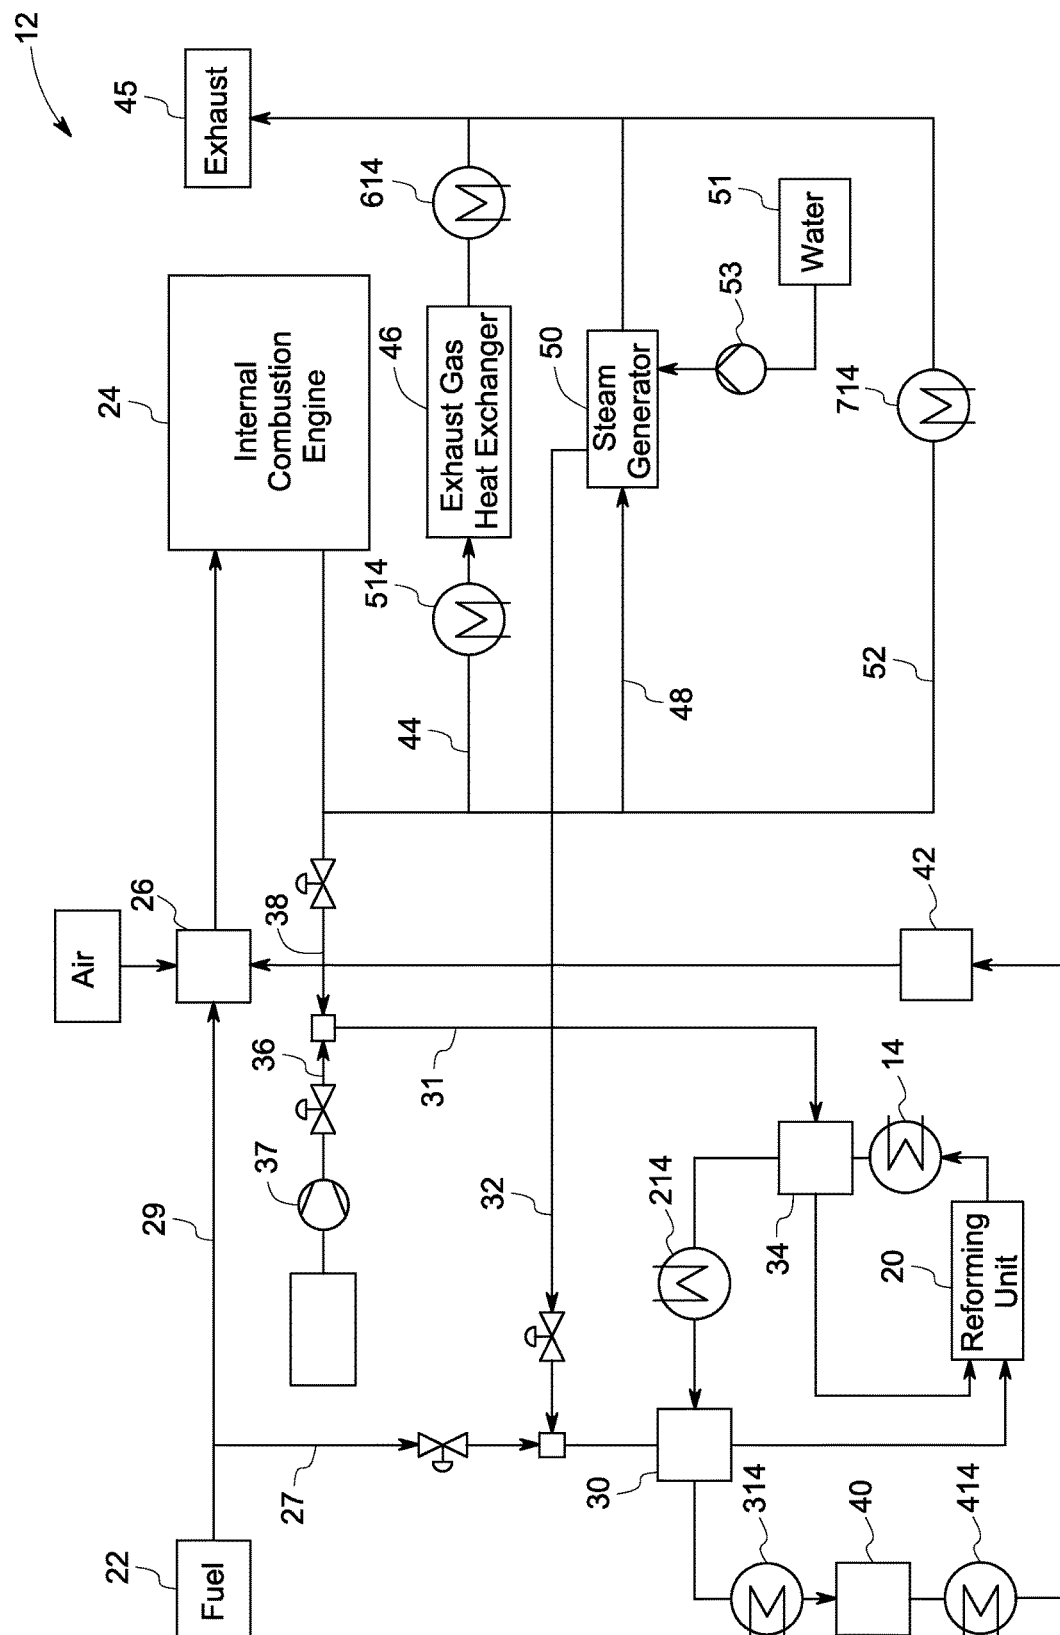 12
45
Exhaust
24
Internal
Combustion
Engine
614
46
Exhaust Gas
Heat Exchanger
514
44
50
Steam
Generator
53
51
Water
48
714
52
Air
26
38
42
36
31
37
29
32
214
34
14
20
Reforming
Unit
27
30
22
Fuel
314
40
414